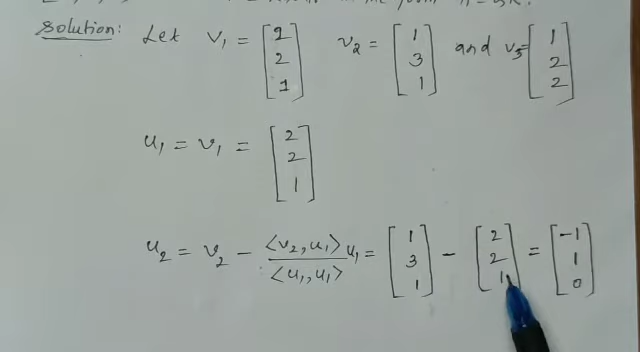 Solution: Let V₁ = [2 2 1] V₂ = [1 3 1] and V₃ = [1 2 2]
u₁ = V₁ = [2 2 1]
u₂ = V₂ - <V₂, u₁> / <u₁, u₁> u₁ = [1 3 1] - [2 2 1] = [-1 1 0]